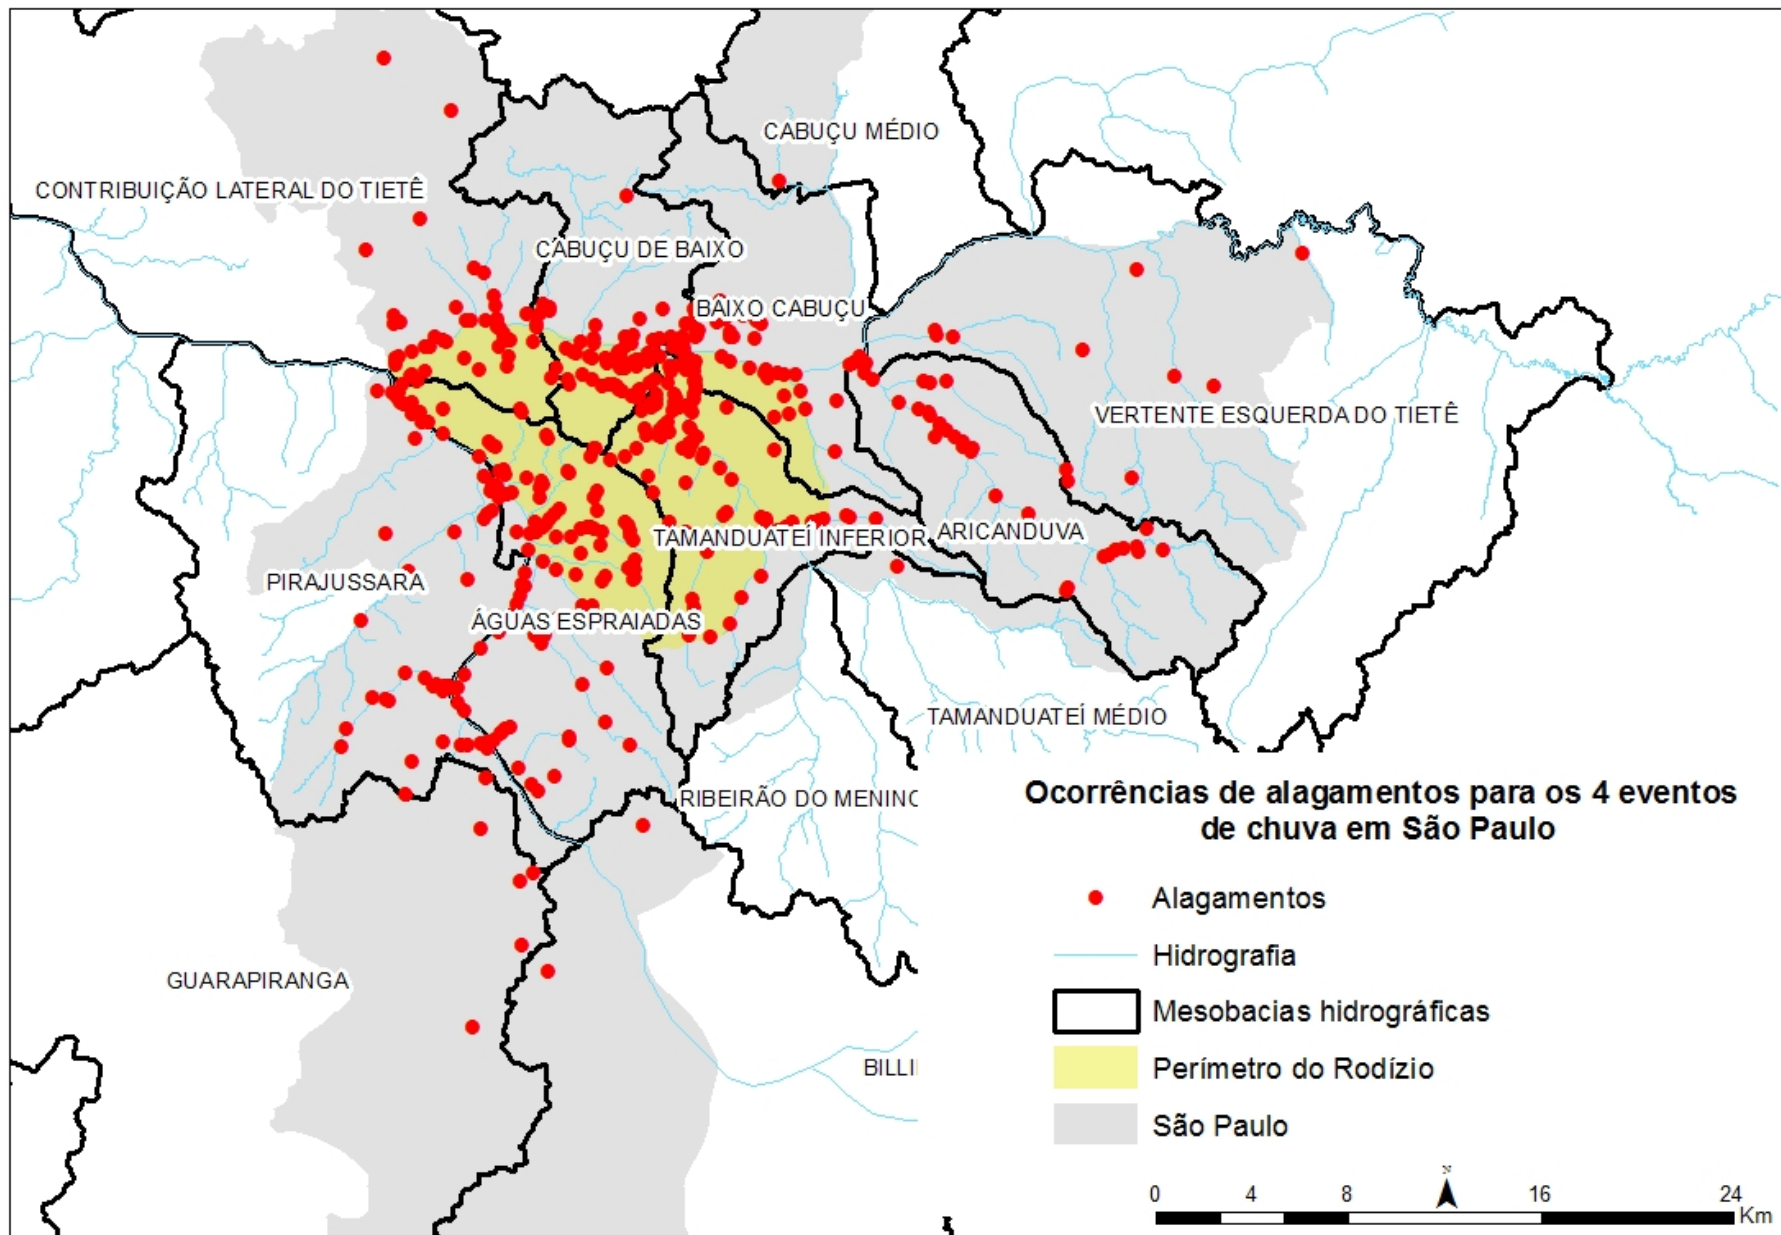 CABUÇU MÉDIO
CONTRIBUIÇÃO LATERAL DO TIETÊ
CABUÇU DE BAIXO
BAIXO CABUÇU
VERTENTE ESQUERDA DO TIETÊ
TAMANDUATEÍ INFERIOR
ARICANDUVA
PIRAJUSSARA
ÁGUAS ESPRAIADAS
TAMANDUATEÍ MÉDIO
RIBEIRÃO DO MENINO
GUARAPIRANGA
BILLI
Ocorrências de alagamentos para os 4 eventos
de chuva em São Paulo
Alagamentos
Hidrografia
Mesobacias hidrográficas
Perímetro do Rodízio
São Paulo
N
0 4 8 16 24
Km